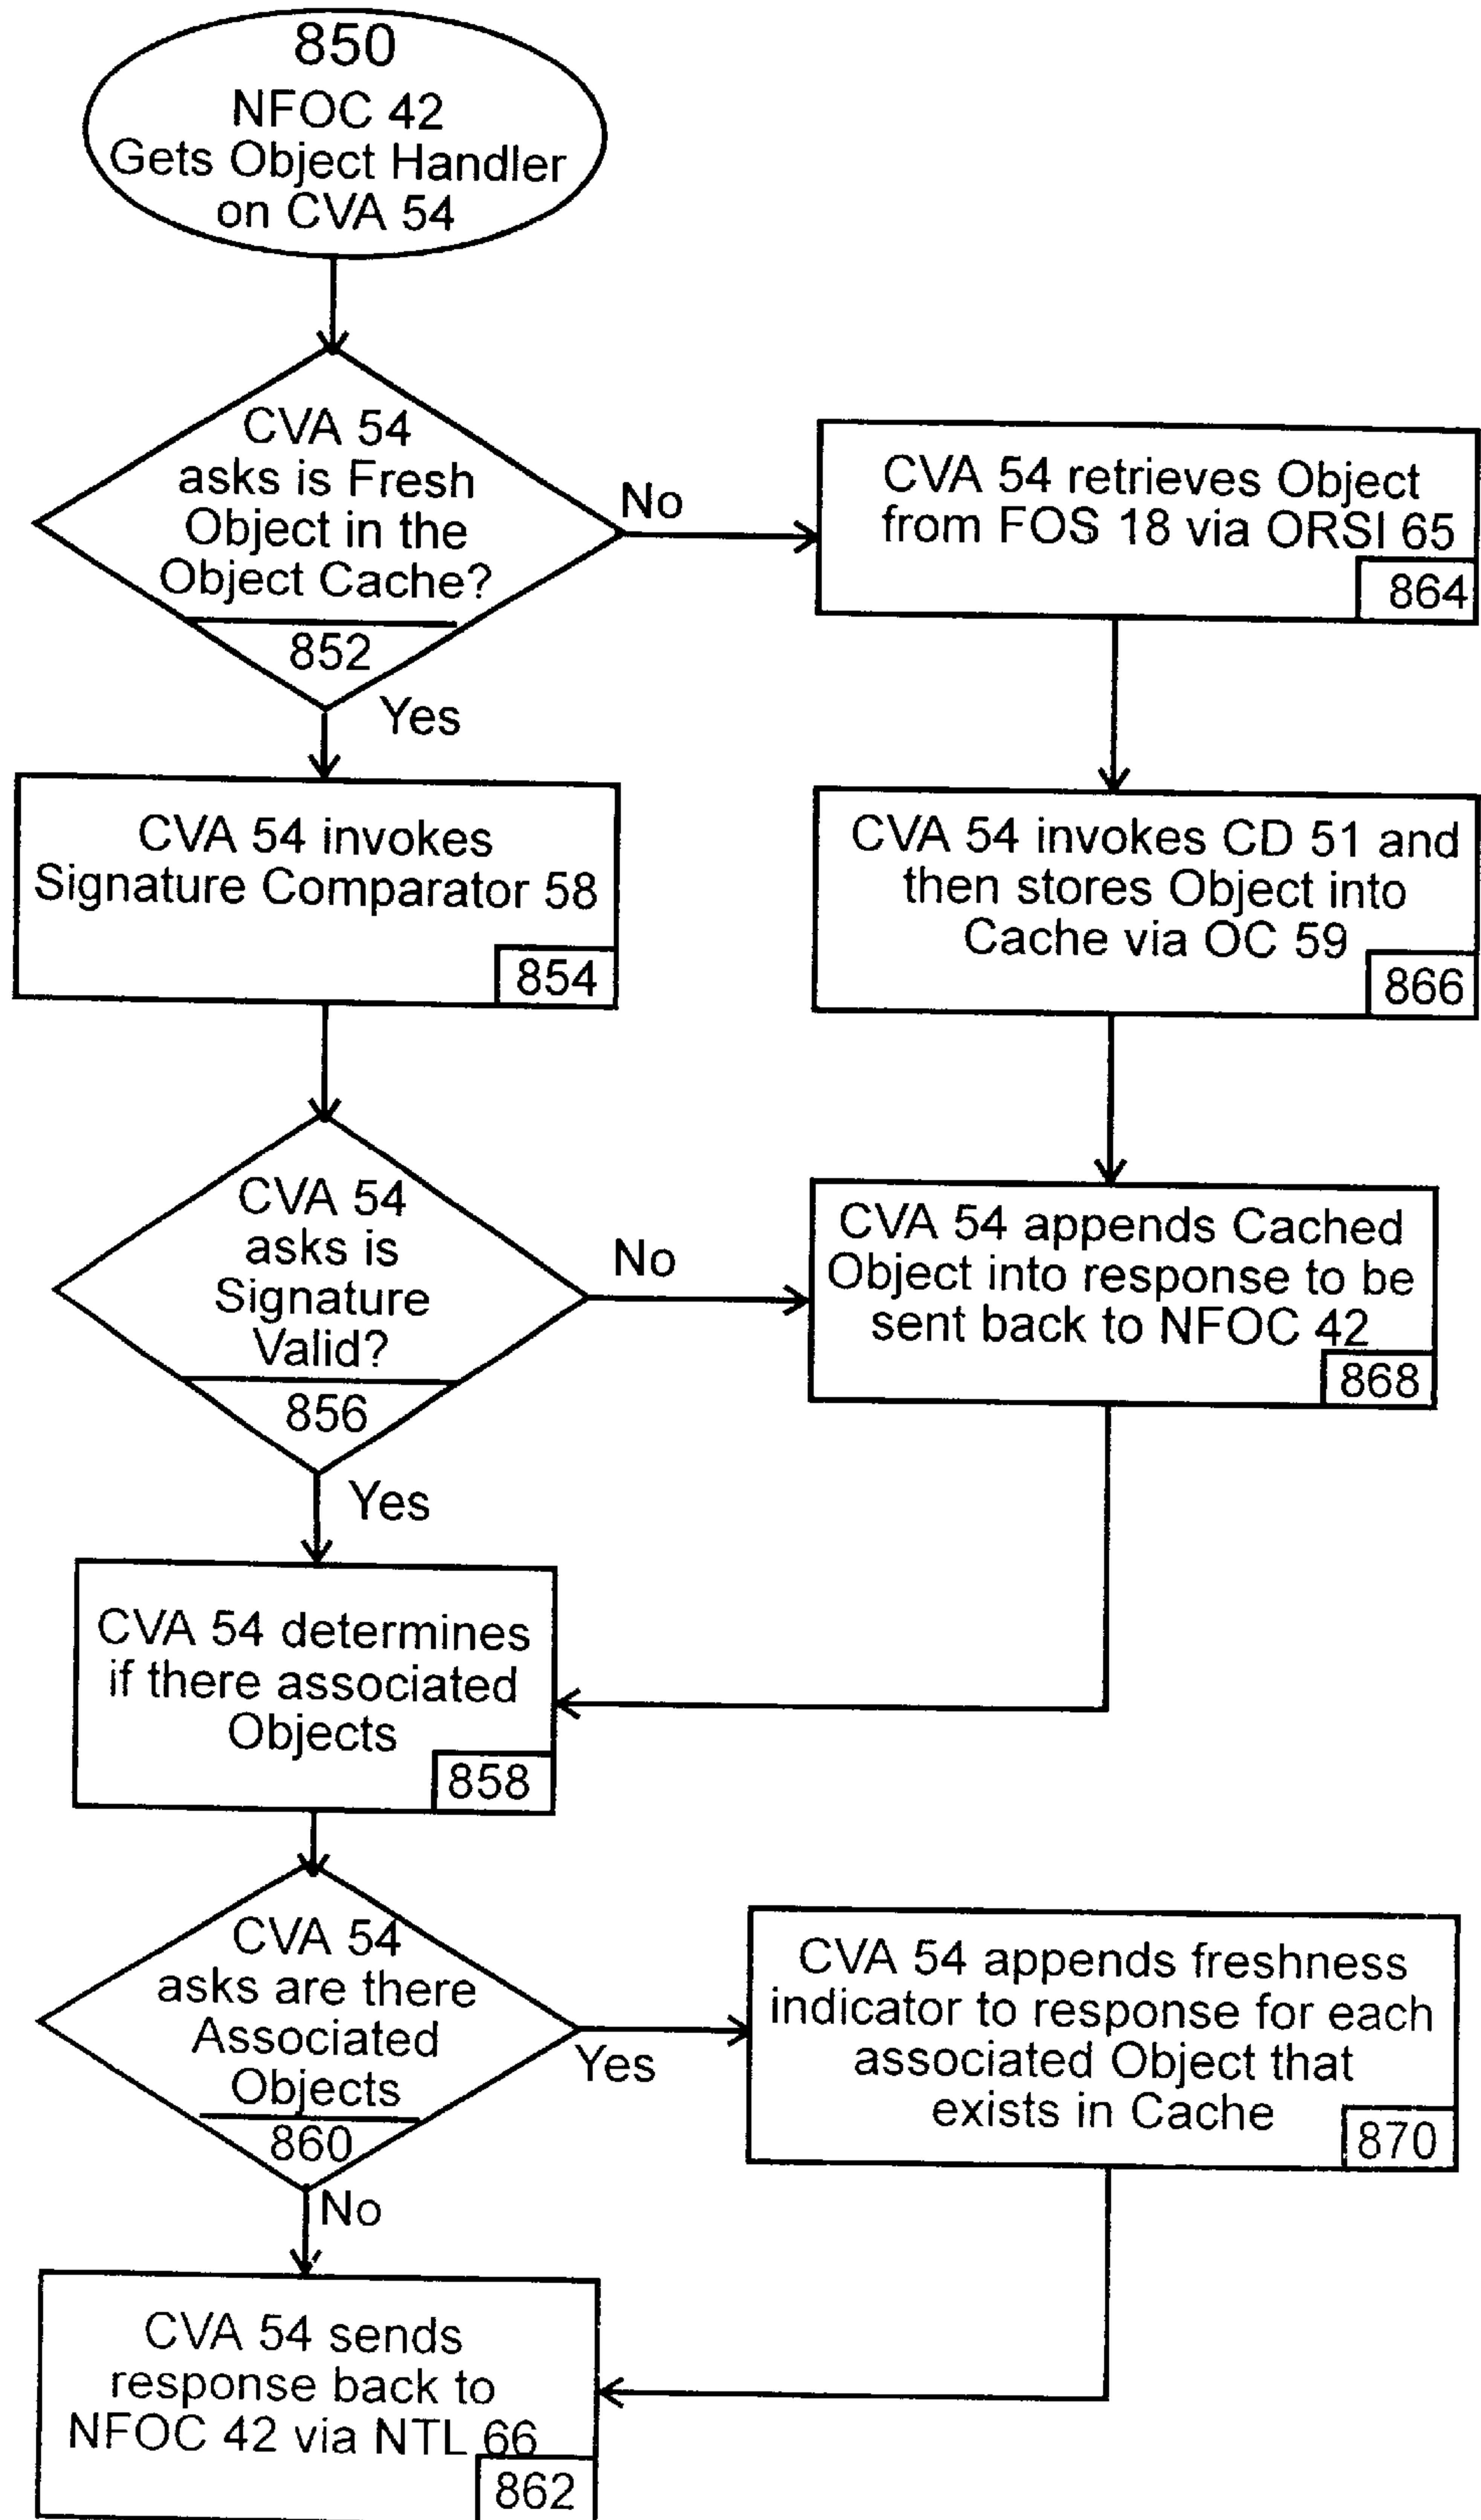 850
NFOC 42
Gets Object Handler
on CVA 54
CVA 54
asks is Fresh
Object in the
Object Cache?
852
No
Yes
CVA 54 retrieves Object
from FOS 18 via ORSI 65
864
CVA 54 invokes
Signature Comparator 58
854
CVA 54 invokes CD 51 and
then stores Object into
Cache via OC 59
866
CVA 54
asks is
Signature
Valid?
856
No
Yes
CVA 54 appends Cached
Object into response to be
sent back to NFOC 42
868
CVA 54 determines
if there associated
Objects
858
CVA 54
asks are there
Associated
Objects
860
Yes
No
CVA 54 appends freshness
indicator to response for each
associated Object that
exists in Cache
870
CVA 54 sends
response back to
NFOC 42 via NTL 66
862